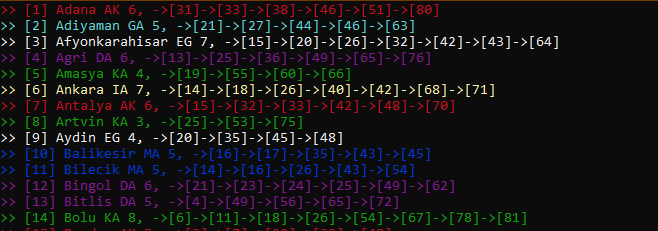 >> [1] Adana AK 6, ->[31]->[33]->[38]->[46]->[51]->[80]
>> [2] Adiyaman GA 5, ->[21]->[27]->[44]->[46]->[63]
>> [3] Afyonkarahisar EG 7, ->[15]->[20]->[26]->[32]->[42]->[43]->[64]
>> [4] Agri DA 6, ->[13]->[25]->[36]->[49]->[65]->[76]
>> [5] Amasya KA 4, ->[19]->[55]->[60]->[66]
>> [6] Ankara IA 7, ->[14]->[18]->[26]->[40]->[42]->[68]->[71]
>> [7] Antalya AK 6, ->[15]->[32]->[33]->[42]->[48]->[70]
>> [8] Artvin KA 3, ->[25]->[53]->[75]
>> [9] Aydin EG 4, ->[20]->[35]->[45]->[48]
>> [10] Balikesir MA 5, ->[16]->[17]->[35]->[43]->[45]
>> [11] Bilecik MA 5, ->[14]->[16]->[26]->[43]->[54]
>> [12] Bingol DA 6, ->[21]->[23]->[24]->[25]->[49]->[62]
>> [13] Bitlis DA 5, ->[4]->[49]->[56]->[65]->[72]
>> [14] Bolu KA 8, ->[6]->[11]->[18]->[26]->[54]->[67]->[78]->[81]